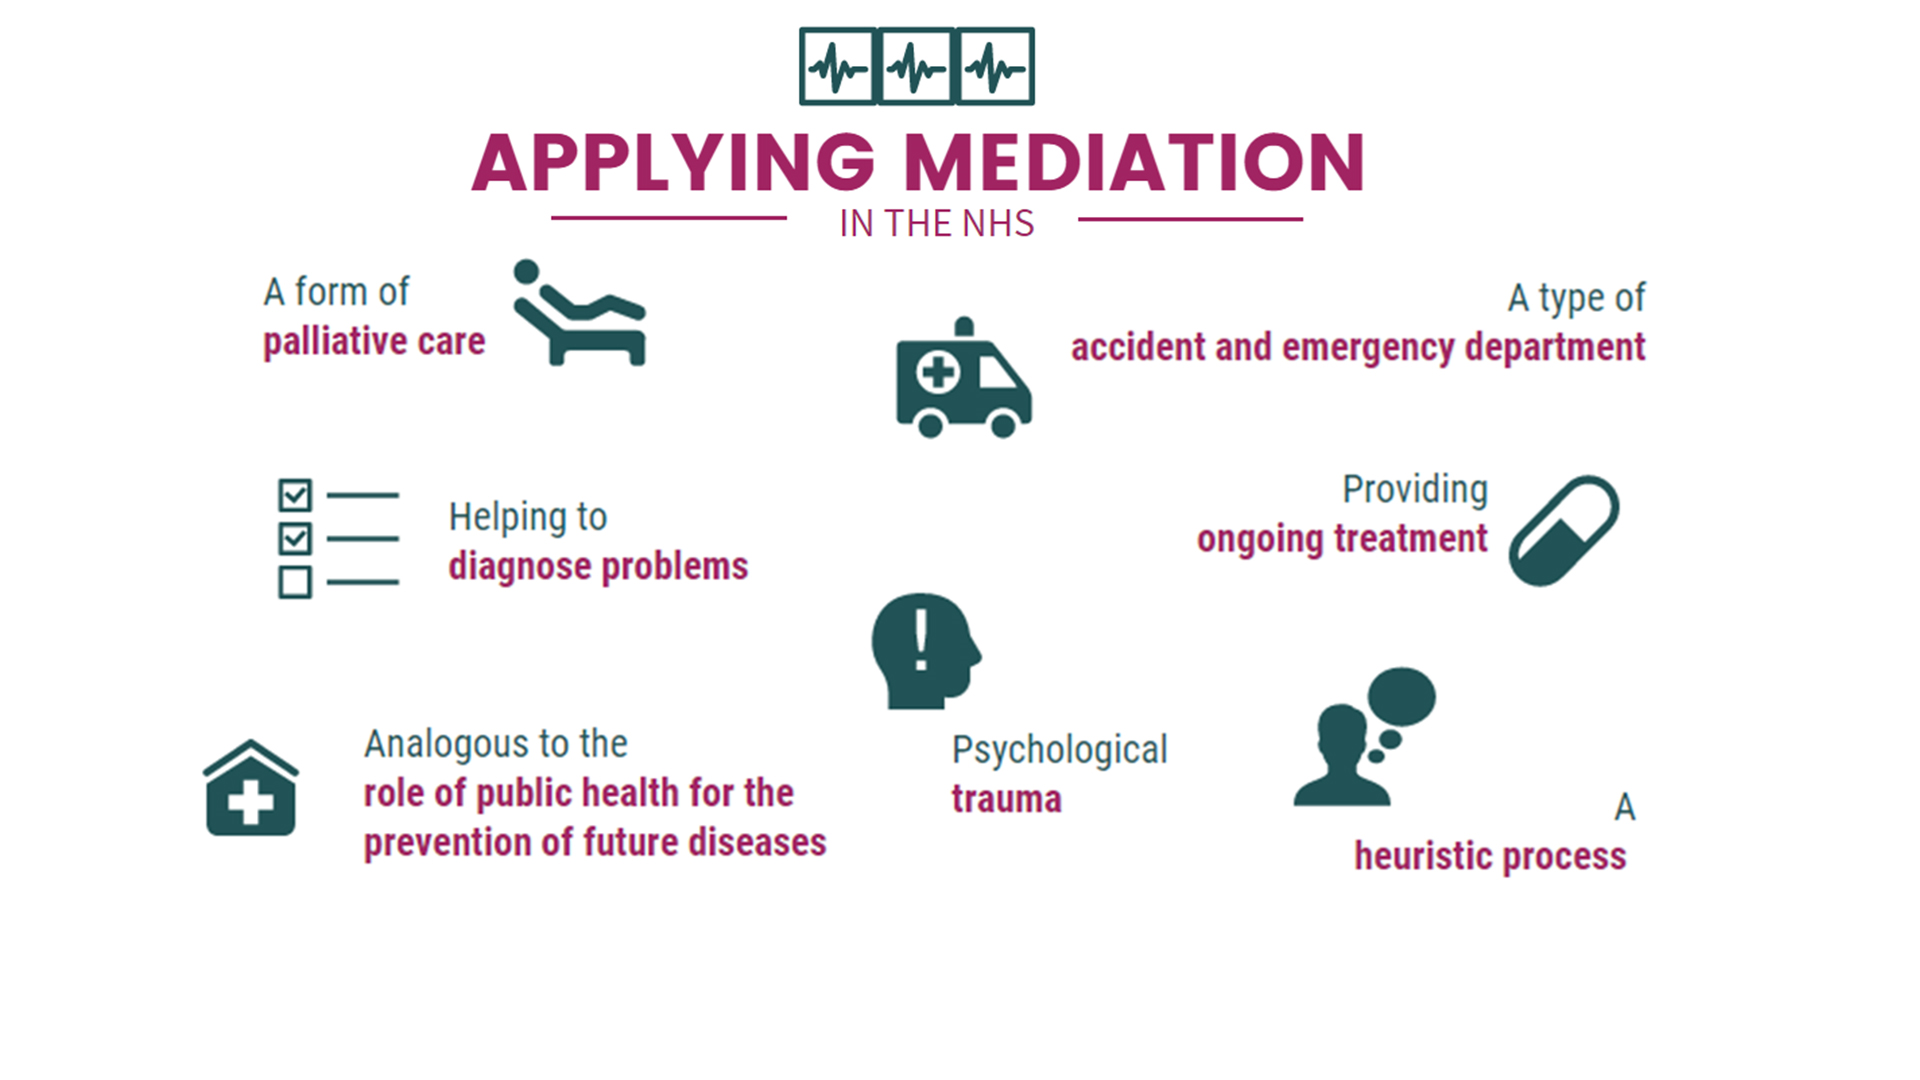 APPLYING MEDIATION
IN THE NHS
A form of
palliative care
A type of
accident and emergency department
Helping to
diagnose problems
Providing
ongoing treatment
Analogous to the
role of public health for the
prevention of future diseases
Psychological
trauma
A
heuristic process